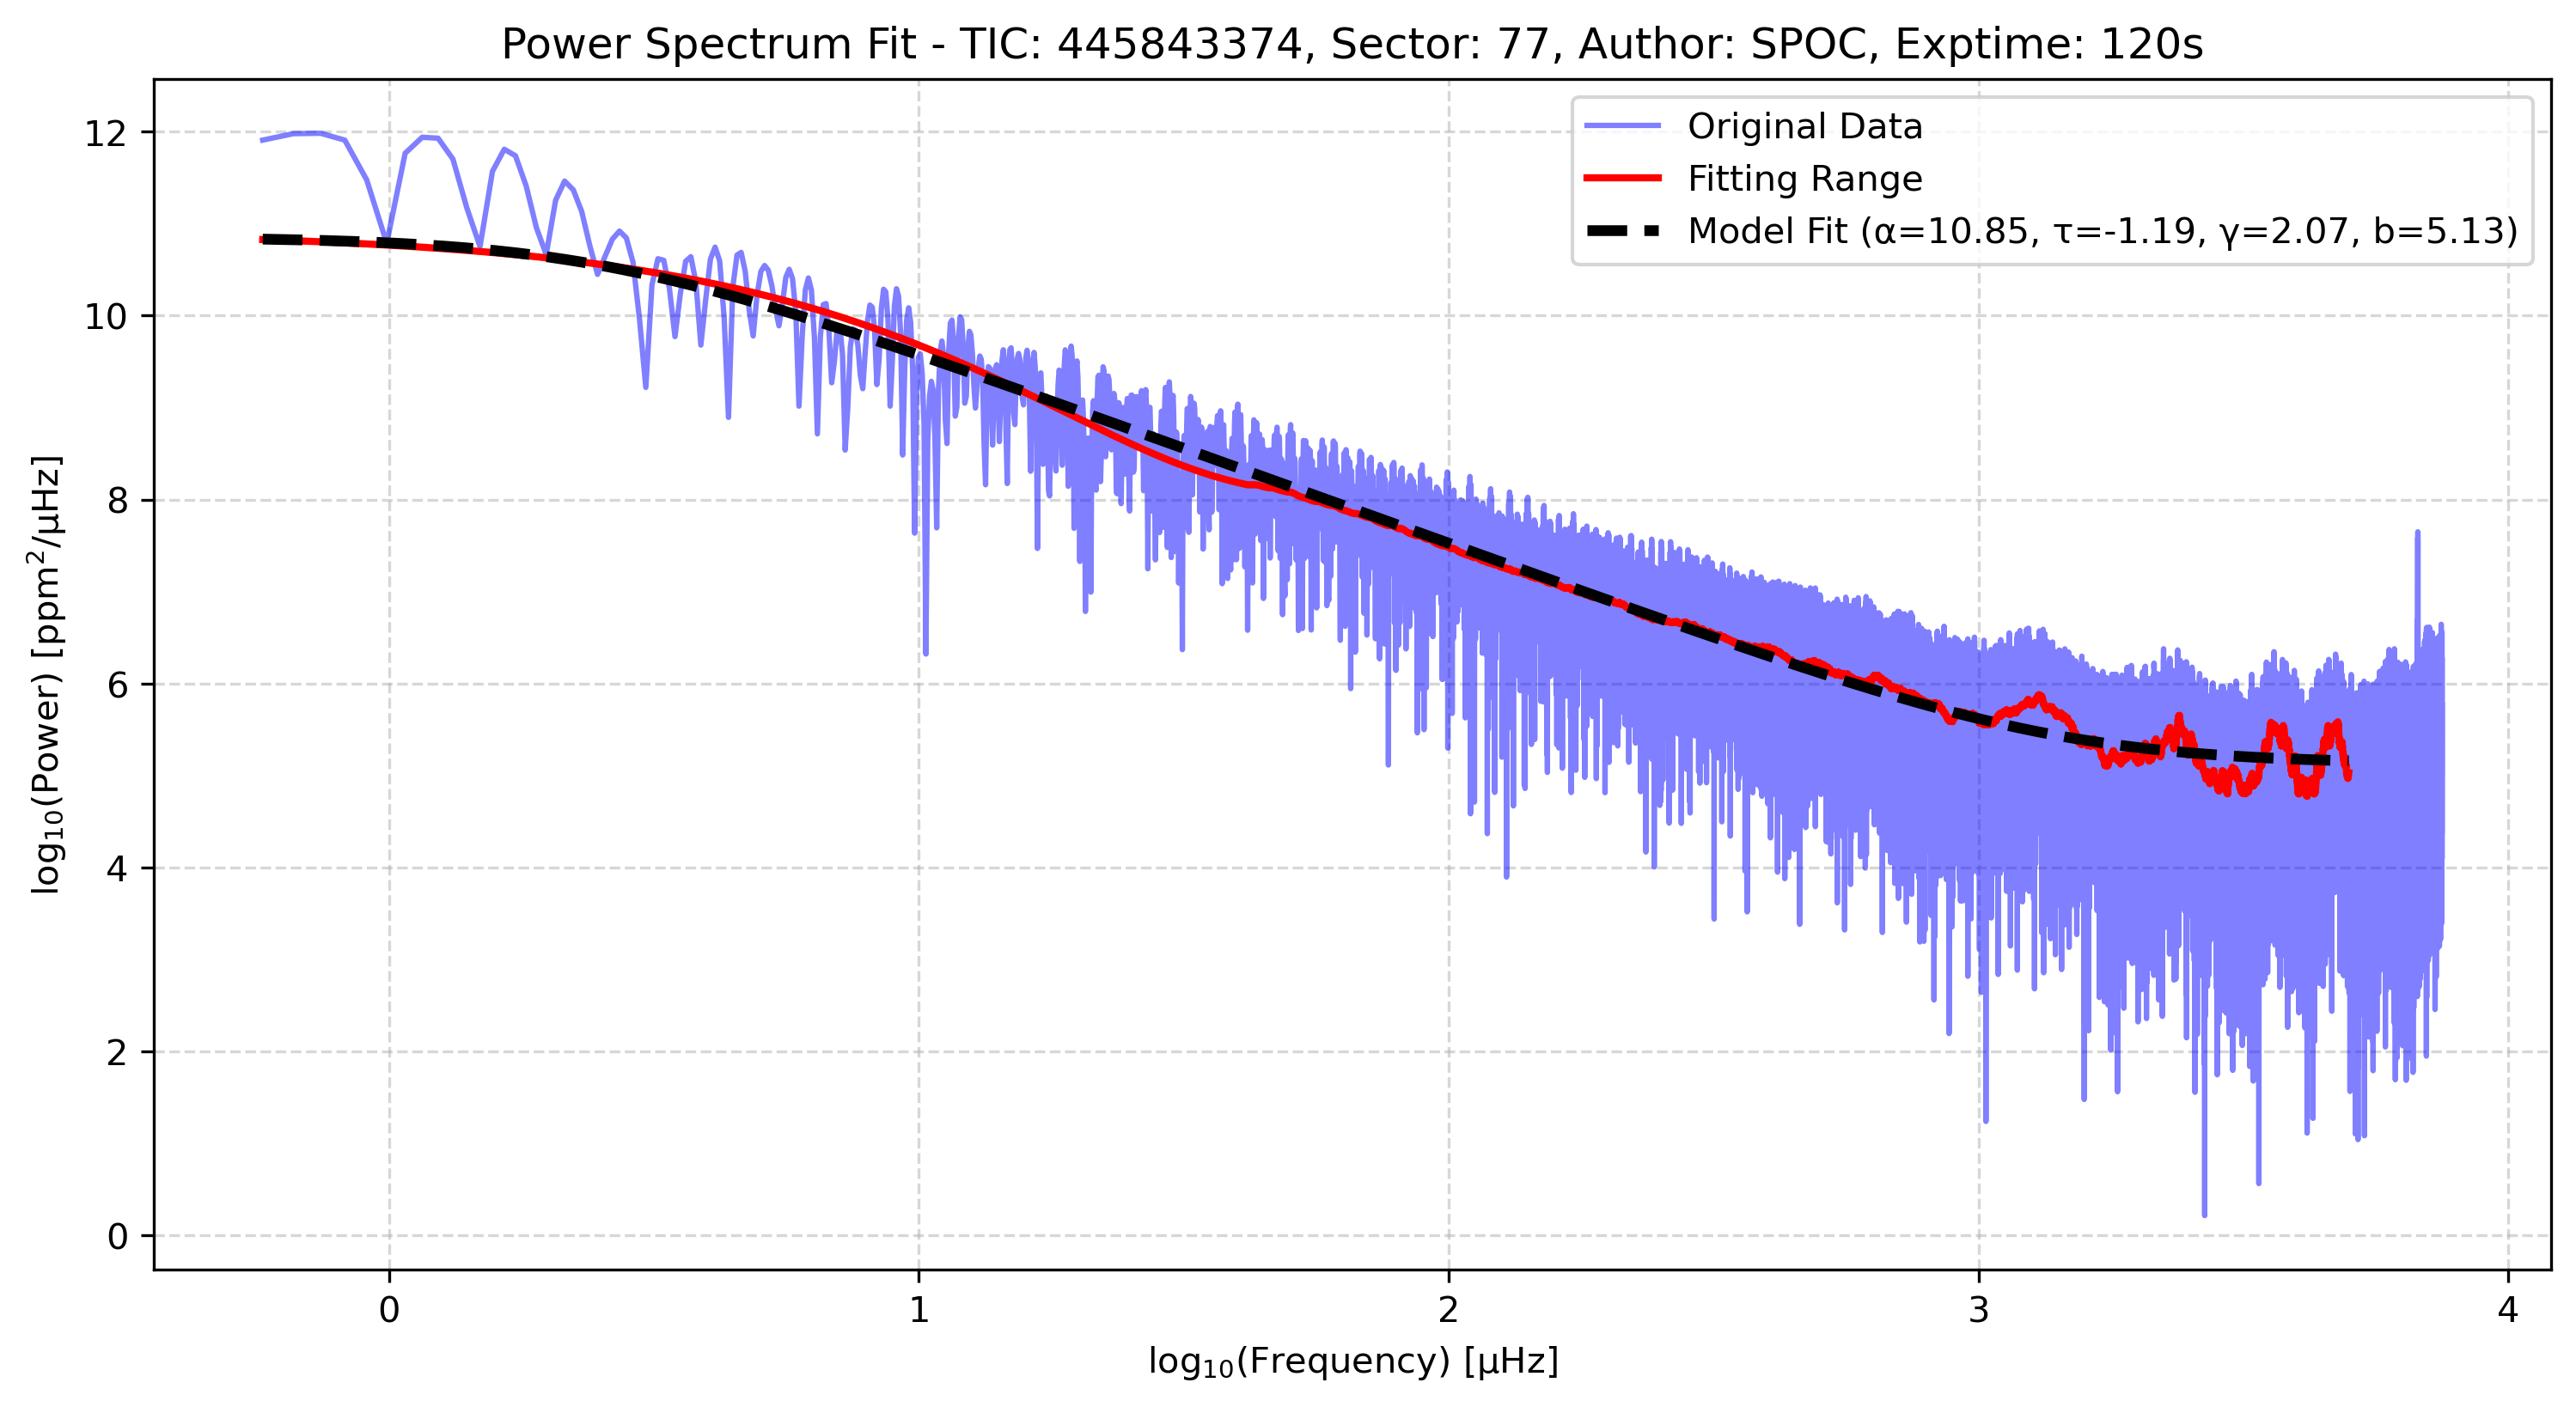 Power Spectrum Fit - TIC: 445843374, Sector: 77, Author: SPOC, Exptime: 120s
Original Data
Fitting Range
Model Fit (α=10.85, τ=-1.19, γ=2.07, b=5.13)
log₁₀(Power) [ppm²/μHz]
12
10
8
6
4
2
0
0 1 2 3 4
log₁₀(Frequency) [μHz]